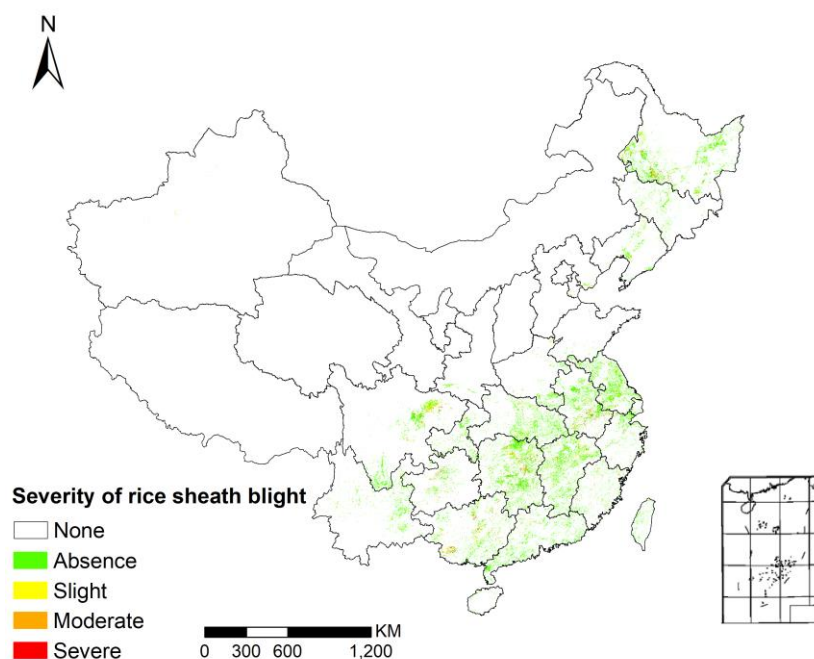 N
Severity of rice sheath blight
None
Absence
Slight
Moderate
Severe
KM
0 300 600 1,200